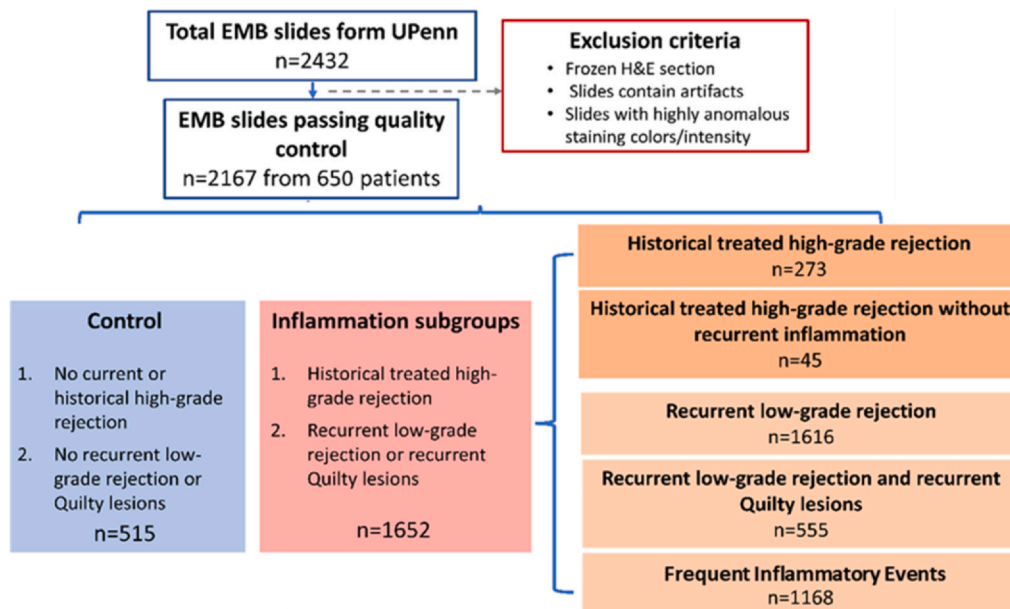 Total EMB slides form UPenn
n=2432
Exclusion criteria
• Frozen H&E section
• Slides contain artifacts
• Slides with highly anomalous
staining colors/intensity
EMB slides passing quality
control
n=2167 from 650 patients
Control
1. No current or
historical high-grade
rejection
2. No recurrent low-
grade rejection or
Quilty lesions
n=515
Inflammation subgroups
1. Historical treated high-
grade rejection
2. Recurrent low-grade
rejection or recurrent
Quilty lesions
n=1652
Historical treated high-grade rejection
n=273
Historical treated high-grade rejection without
recurrent inflammation
n=45
Recurrent low-grade rejection
n=1616
Recurrent low-grade rejection and recurrent
Quilty lesions
n=555
Frequent Inflammatory Events
n=1168